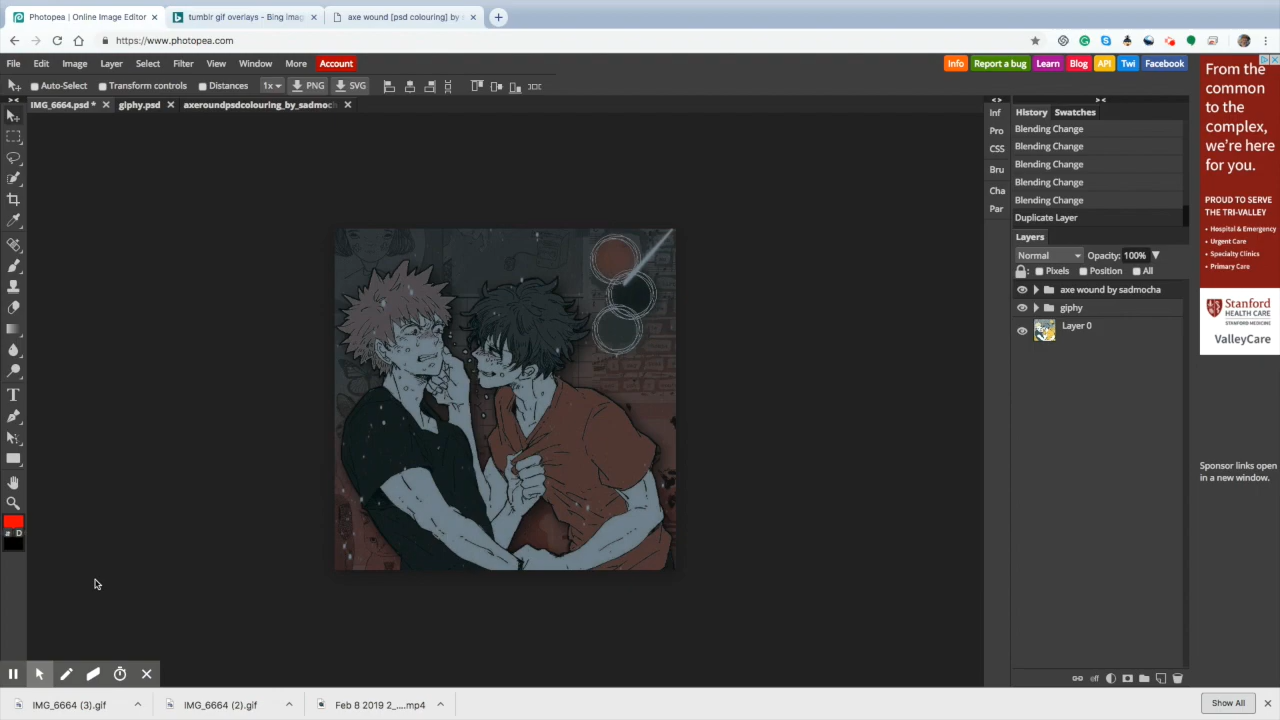 Photopea | Online Image Editor
tumblr gif overlays - Bing imag
axe wound [psd colouring] by s
https://www.photopea.com
File Edit Image Layer Select Filter View Window More Account
Info Report a bug Learn Blog API Twi Facebook
Auto-Select Transform controls Distances 1x PNG SVG
IMG_6664.psd * giphy.psd axeroundpsdcolouring_by_sadmoch
Inf
Pro
CSS
Bru
Cha
Par
History Swatches
Blending Change
Blending Change
Blending Change
Blending Change
Blending Change
Duplicate Layer
Layers
Normal Opacity: 100%
Pixels Position All
axe wound by sadmocha
giphy
Layer 0
eff
a D
From the
common
to the
complex,
we're here
for you.
PROUD TO SERVE
THE TRI-VALLEY
• Hospital & Emergency
• Urgent Care
• Specialty Clinics
• Primary Care
Stanford
HEALTH CARE
STANFORD MEDICINE
ValleyCare
Sponsor links open
in a new window.
IMG_6664 (3).gif
IMG_6664 (2).gif
Feb 8 2019 2_....mp4
Show All